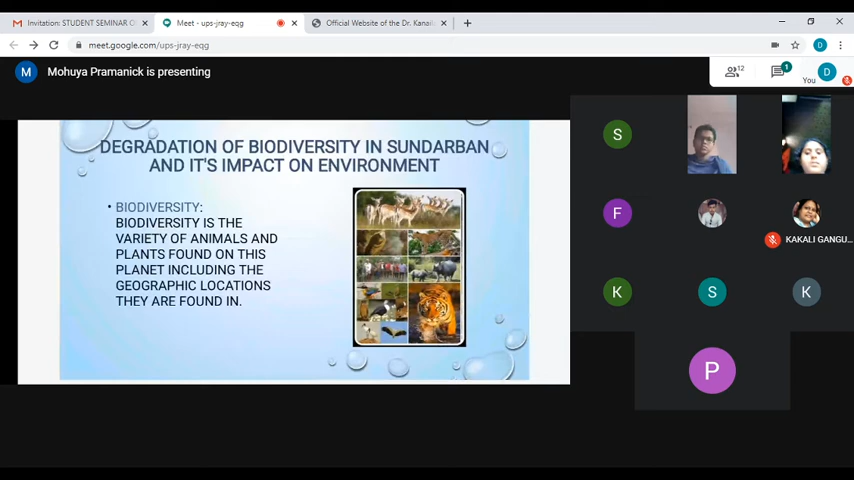 Invitation: STUDENT SEMINAR O
Meet - ups-jray-eqg
Official Website of the Dr. Kanail
meet.google.com/ups-jray-eqg
D
M
Mohuya Pramanick is presenting
12
1
You
D
DEGRADATION OF BIODIVERSITY IN SUNDARBAN
AND IT'S IMPACT ON ENVIRONMENT
• BIODIVERSITY:
BIODIVERSITY IS THE
VARIETY OF ANIMALS AND
PLANTS FOUND ON THIS
PLANET INCLUDING THE
GEOGRAPHIC LOCATIONS
THEY ARE FOUND IN.
S
F
KAKALI GANGU...
K
S
K
P